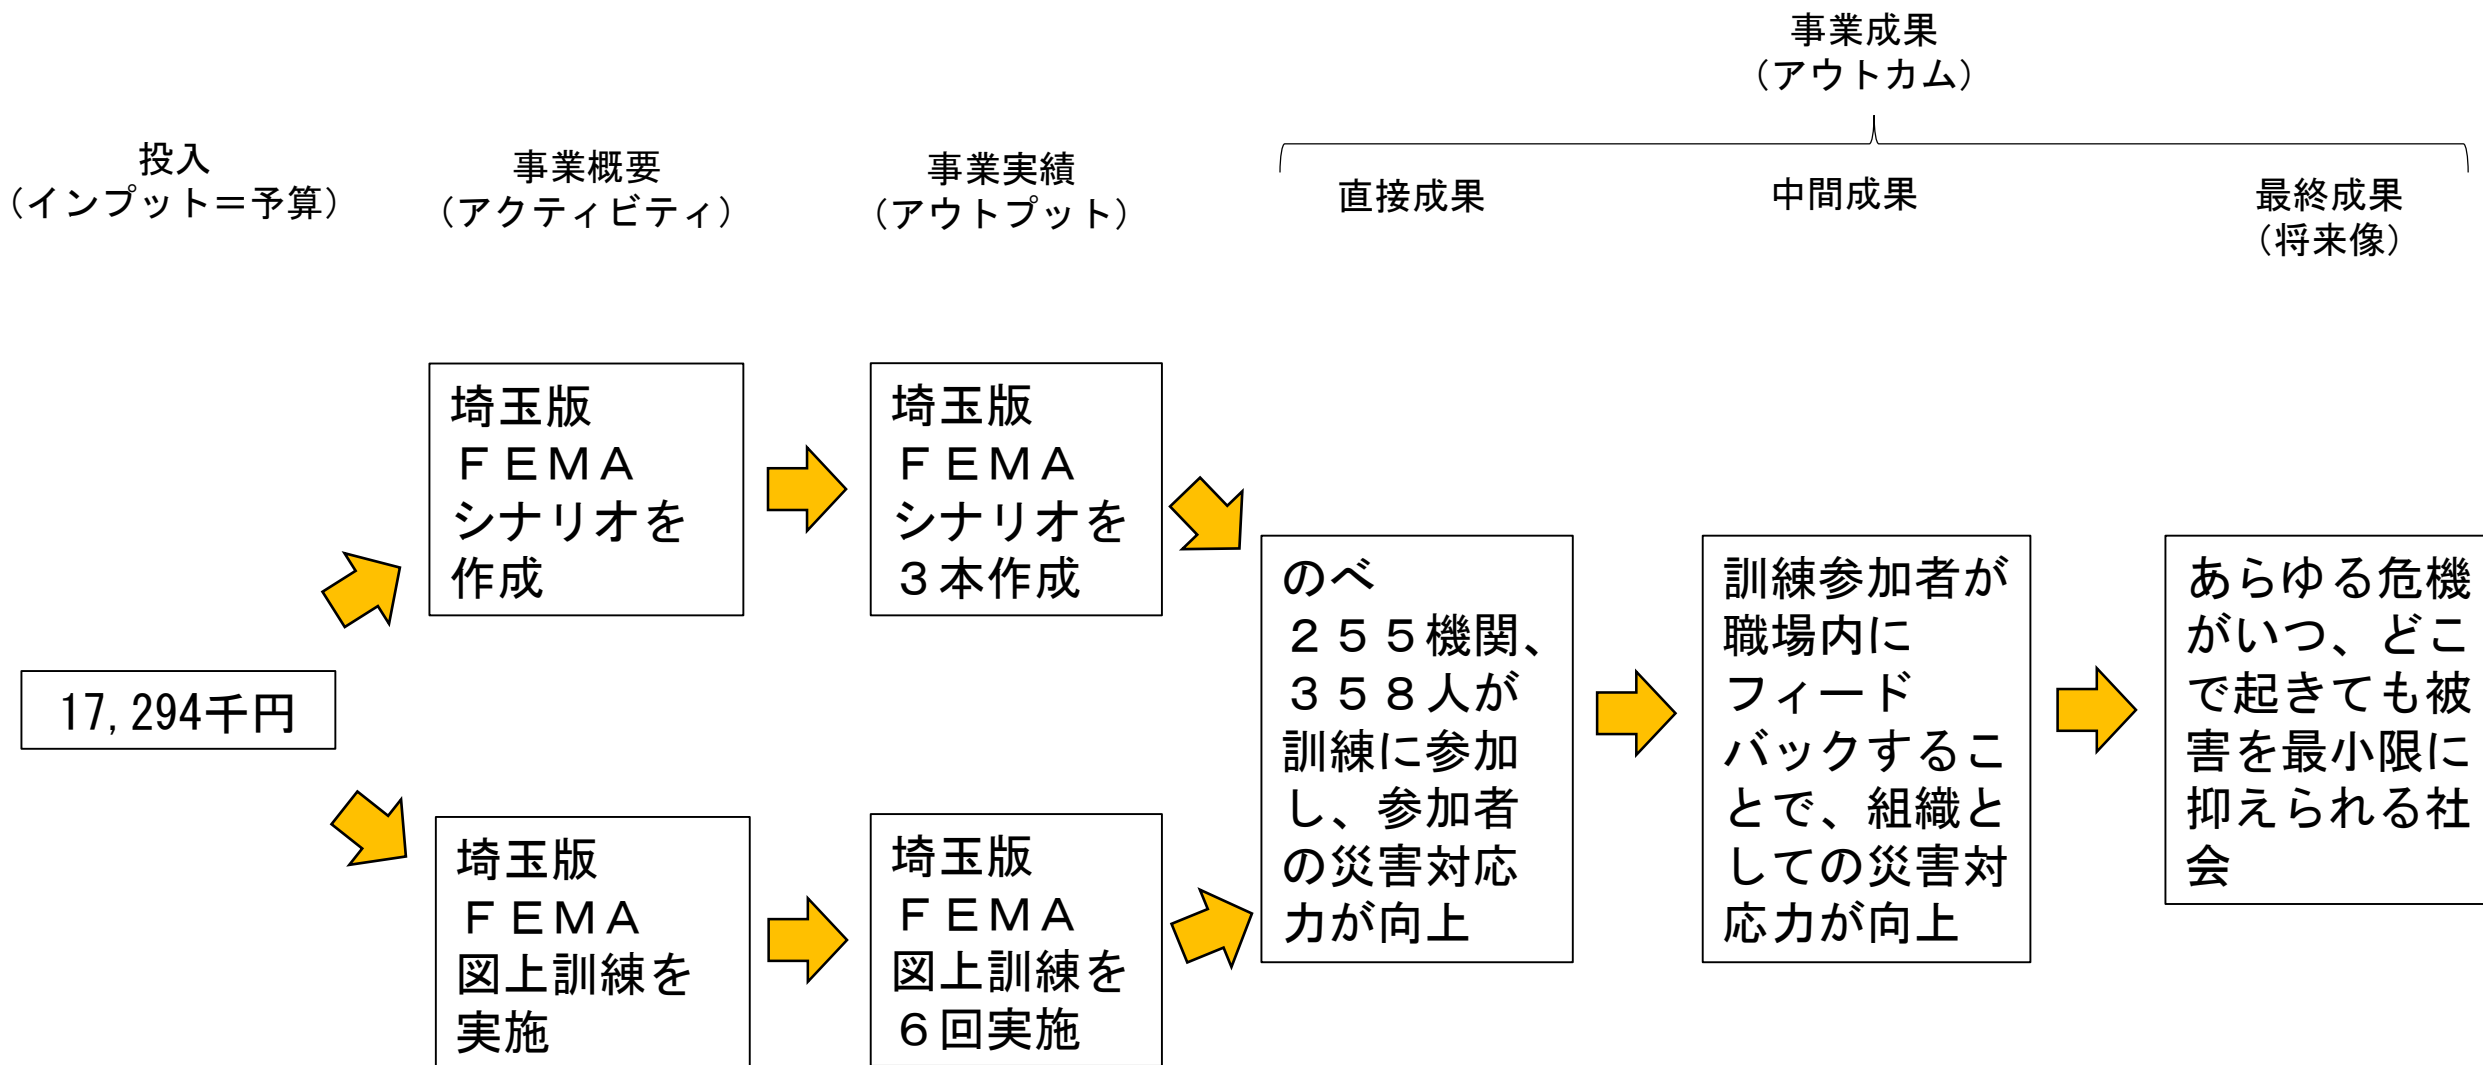 事業成果
（アウトカム）
投入
（インプット＝予算）
事業概要
（アクティビティ）
事業実績
（アウトプット）
直接成果
中間成果
最終成果
（将来像）
17,294千円
埼玉版
ＦＥＭＡ
シナリオを
作成
埼玉版
ＦＥＭＡ
シナリオを
３本作成
埼玉版
ＦＥＭＡ
図上訓練を
実施
埼玉版
ＦＥＭＡ
図上訓練を
６回実施
のべ
２５５機関、
３５８人が
訓練に参加
し、参加者
の災害対応
力が向上
訓練参加者が
職場内に
フィード
バックするこ
とで、組織と
しての災害対
応力が向上
あらゆる危機
がいつ、どこ
で起きても被
害を最小限に
抑えられる社
会